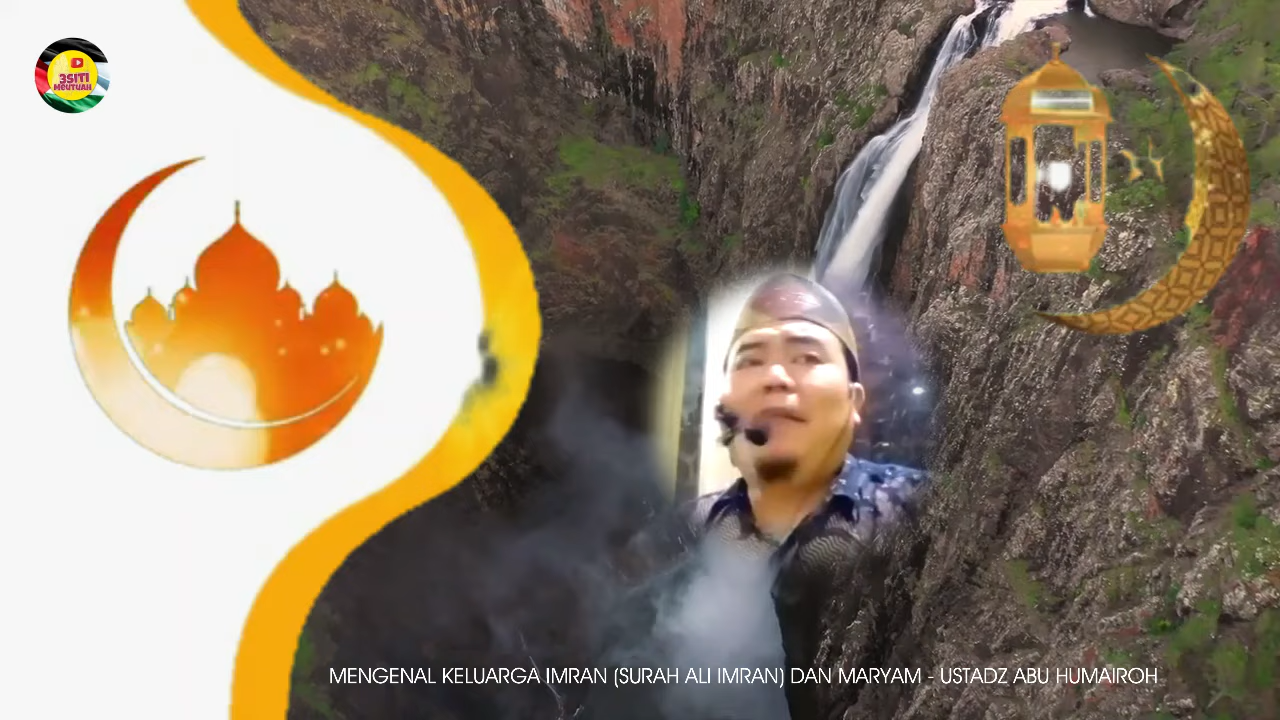 3SITI
MEUTUAH
MENGENAL KELUARGA IMRAN (SURAH ALI IMRAN) DAN MARYAM - USTADZ ABU HUMAIROH